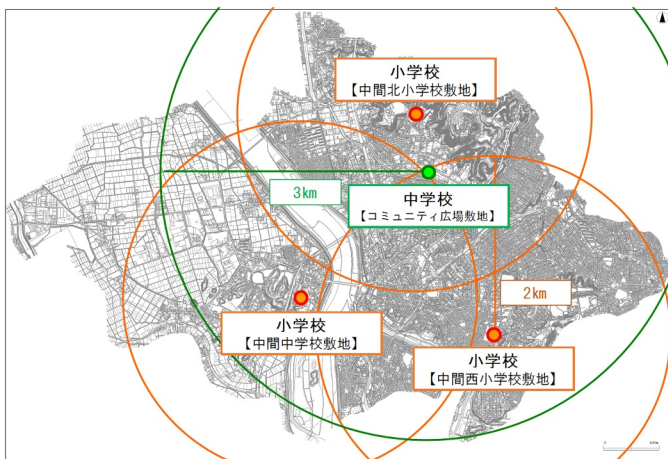 小学校
【中間北小学校敷地】
3km
中学校
【コミュニティ広場敷地】
2km
小学校
【中間中学校敷地】
小学校
【中間西小学校敷地】